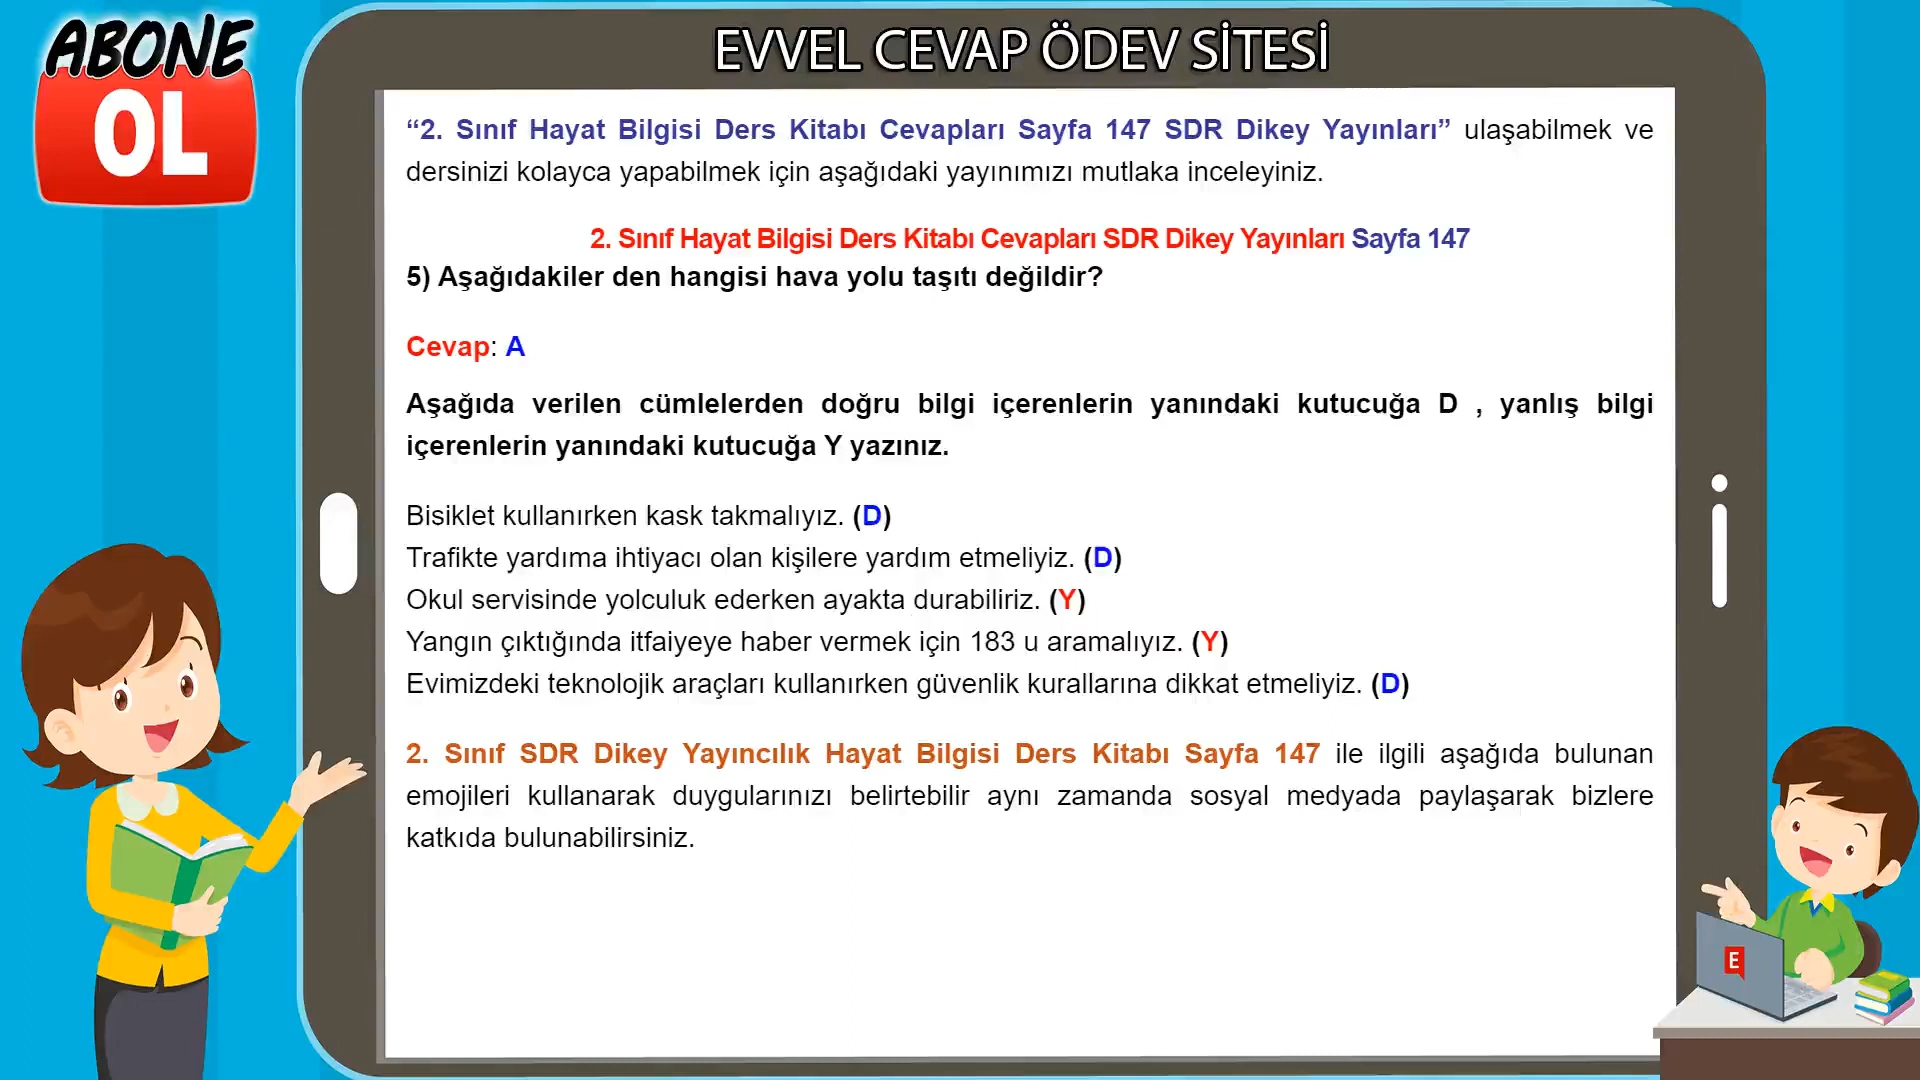 ABONE
OL
EVVEL CEVAP ÖDEV SİTESİ
“2. Sınıf Hayat Bilgisi Ders Kitabı Cevapları Sayfa 147 SDR Dikey Yayınları” ulaşabilmek ve
dersinizi kolayca yapabilmek için aşağıdaki yayınımızı mutlaka inceleyiniz.
2. Sınıf Hayat Bilgisi Ders Kitabı Cevapları SDR Dikey Yayınları Sayfa 147
5) Aşağıdakiler den hangisi hava yolu taşıtı değildir?
Cevap: A
Aşağıda verilen cümlelerden doğru bilgi içerenlerin yanındaki kutucuğa D , yanlış bilgi
içerenlerin yanındaki kutucuğa Y yazınız.
Bisiklet kullanırken kask takmalıyız. (D)
Trafikte yardıma ihtiyacı olan kişilere yardım etmeliyiz. (D)
Okul servisinde yolculuk ederken ayakta durabiliriz. (Y)
Yangın çıktığında itfaiyeye haber vermek için 183 u aramalıyız. (Y)
Evimizdeki teknolojik araçları kullanırken güvenlik kurallarına dikkat etmeliyiz. (D)
2. Sınıf SDR Dikey Yayıncılık Hayat Bilgisi Ders Kitabı Sayfa 147 ile ilgili aşağıda bulunan
emojileri kullanarak duygularınızı belirtebilir aynı zamanda sosyal medyada paylaşarak bizlere
katkıda bulunabilirsiniz.
E